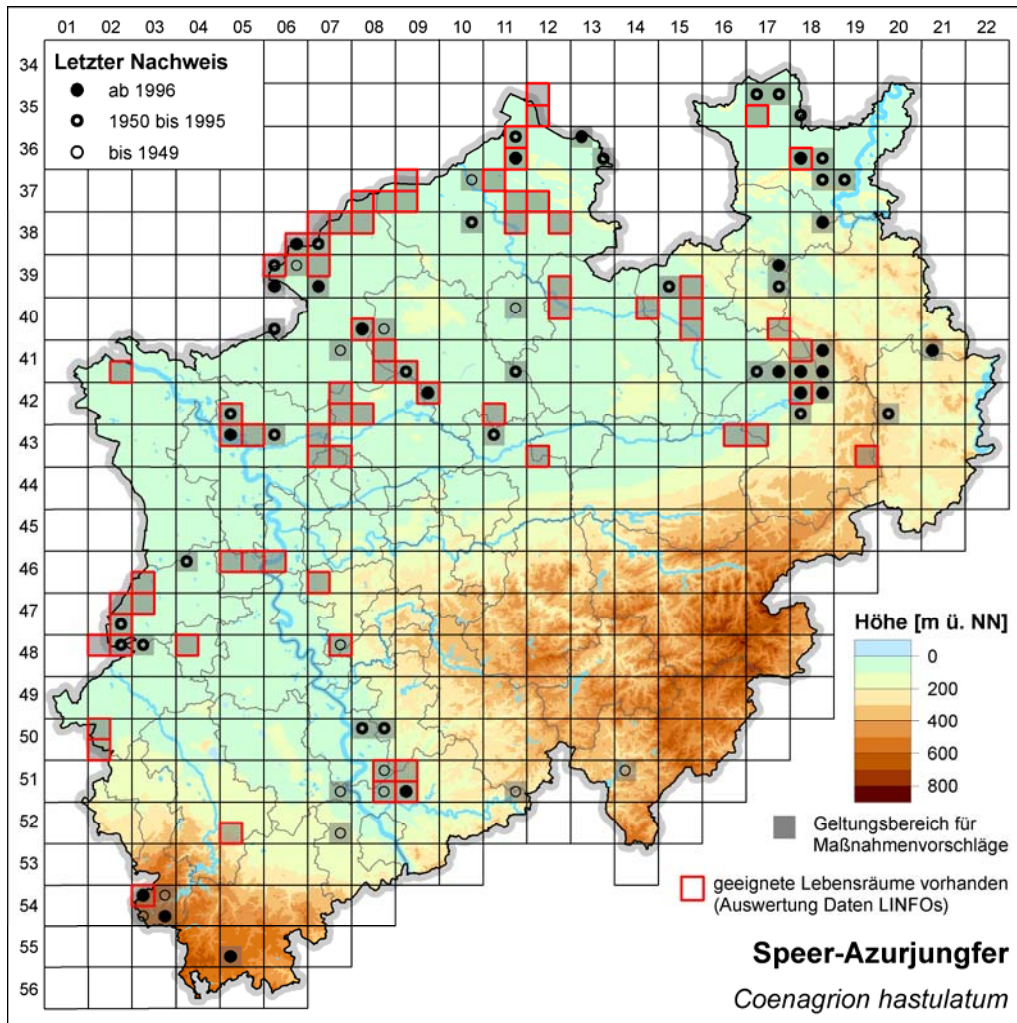 01 02 03 04 05 06 07 08 09 10 11 12 13 14 15 16 17 18 19 20 21 22
34
35
36
37
38
39
40
41
42
43
44
45
46
47
48
49
50
51
52
53
54
55
56
Letzter Nachweis
ab 1996
1950 bis 1995
bis 1949
Höhe [m ü. NN]
0
200
400
600
800
Geltungsbereich für
Maßnahmenvorschläge
geeignete Lebensräume vorhanden
(Auswertung Daten LINFOs)
Speer-Azurjungfer
Coenagrion hastulatum